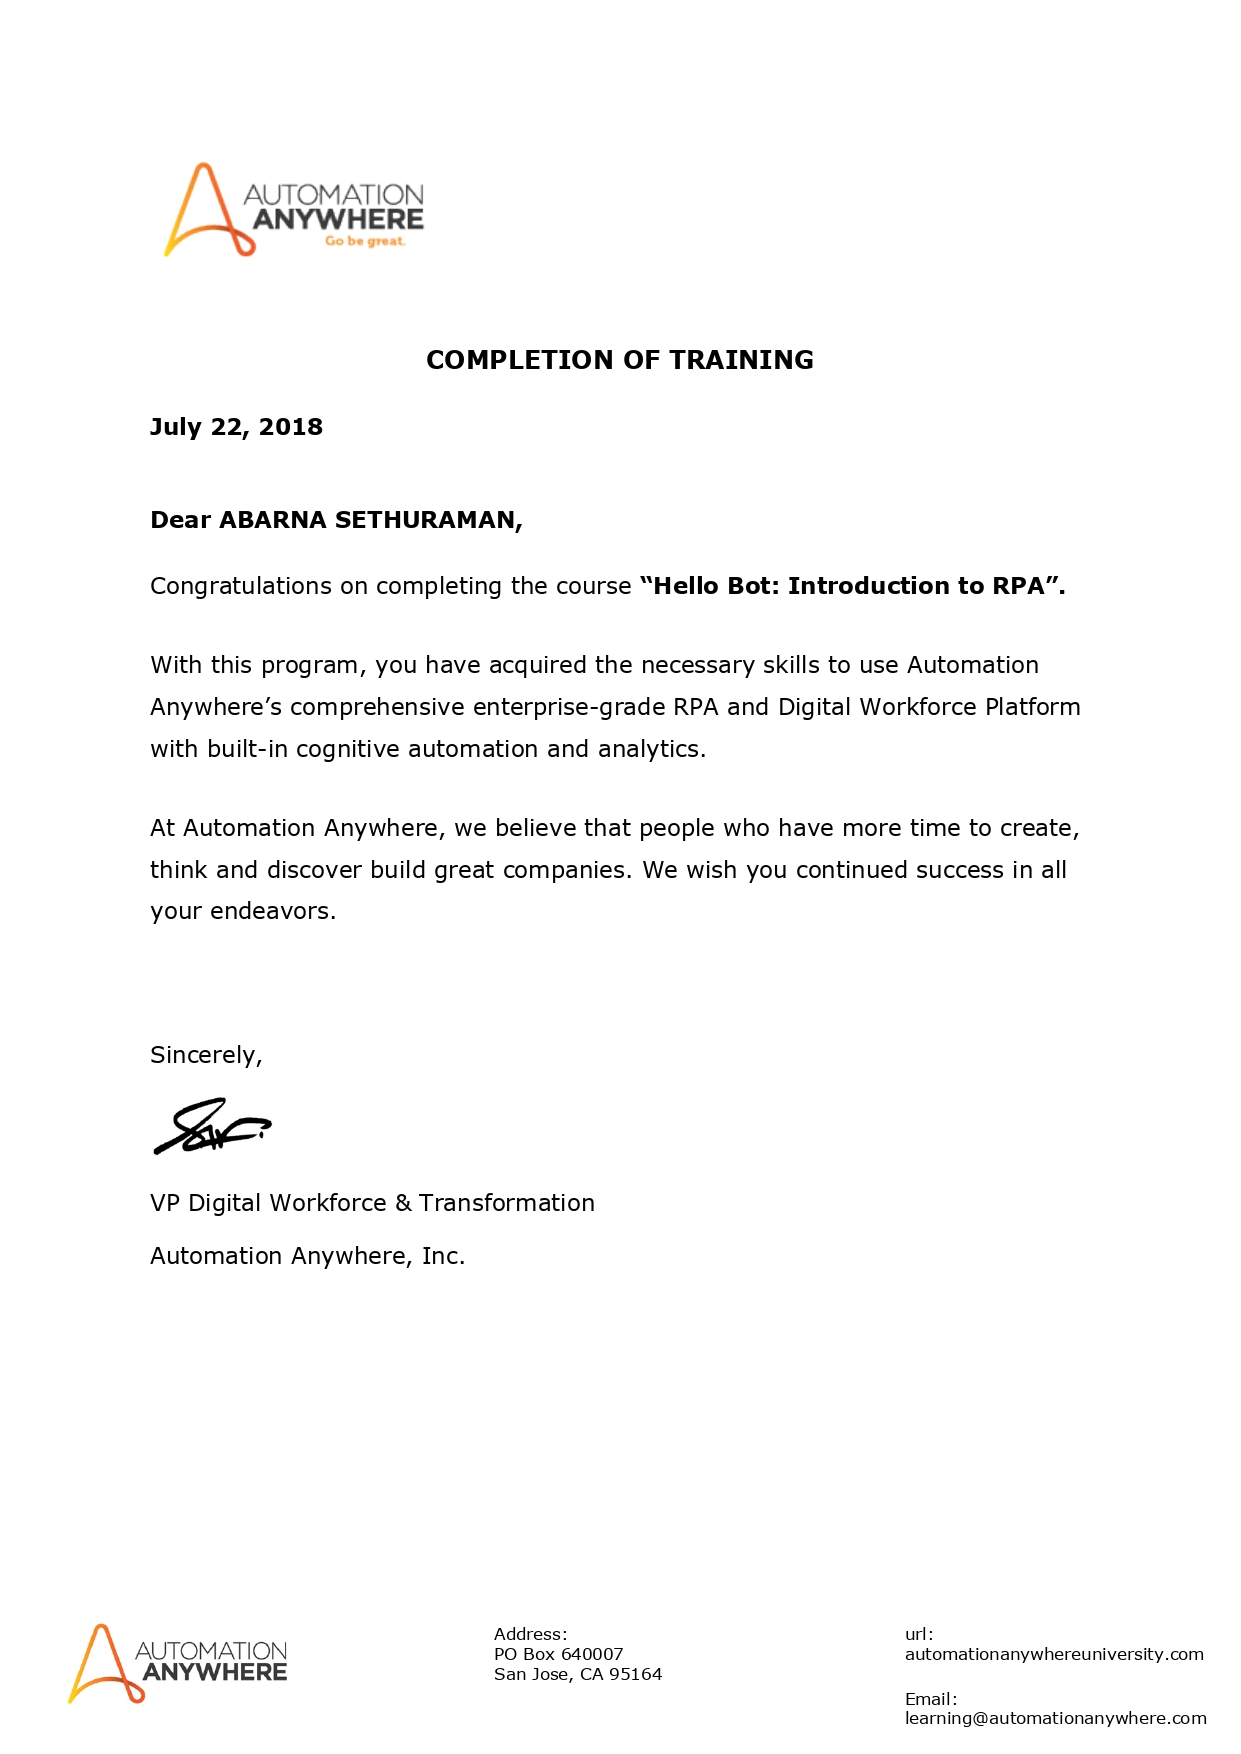 AUTOMATION
ANYWHERE
Go be great.
COMPLETION OF TRAINING
July 22, 2018
Dear ABARNA SETHURAMAN,
Congratulations on completing the course “Hello Bot: Introduction to RPA”.
With this program, you have acquired the necessary skills to use Automation
Anywhere’s comprehensive enterprise-grade RPA and Digital Workforce Platform
with built-in cognitive automation and analytics.
At Automation Anywhere, we believe that people who have more time to create,
think and discover build great companies. We wish you continued success in all
your endeavors.
Sincerely,
VP Digital Workforce & Transformation
Automation Anywhere, Inc.
AUTOMATION
ANYWHERE
Address:
PO Box 640007
San Jose, CA 95164
url:
automationanywhereuniversity.com
Email:
learning@automationanywhere.com